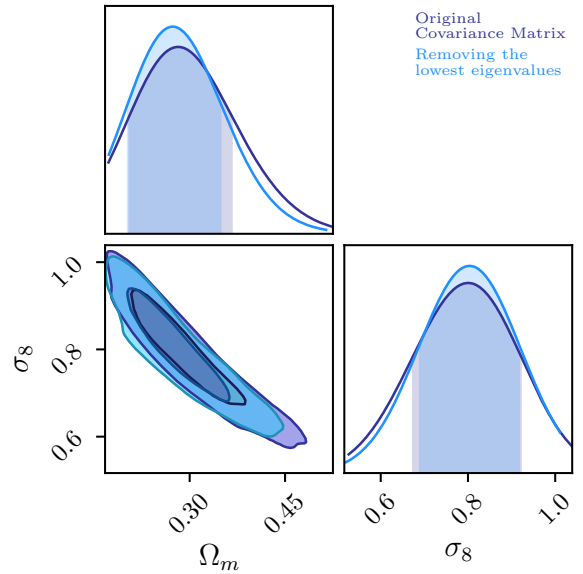 Original
Covariance Matrix
Removing the
lowest eigenvalues
1.0
0.8
0.6
σ₈
0.30
0.45
Ωₘ
0.6
0.8
1.0
σ₈